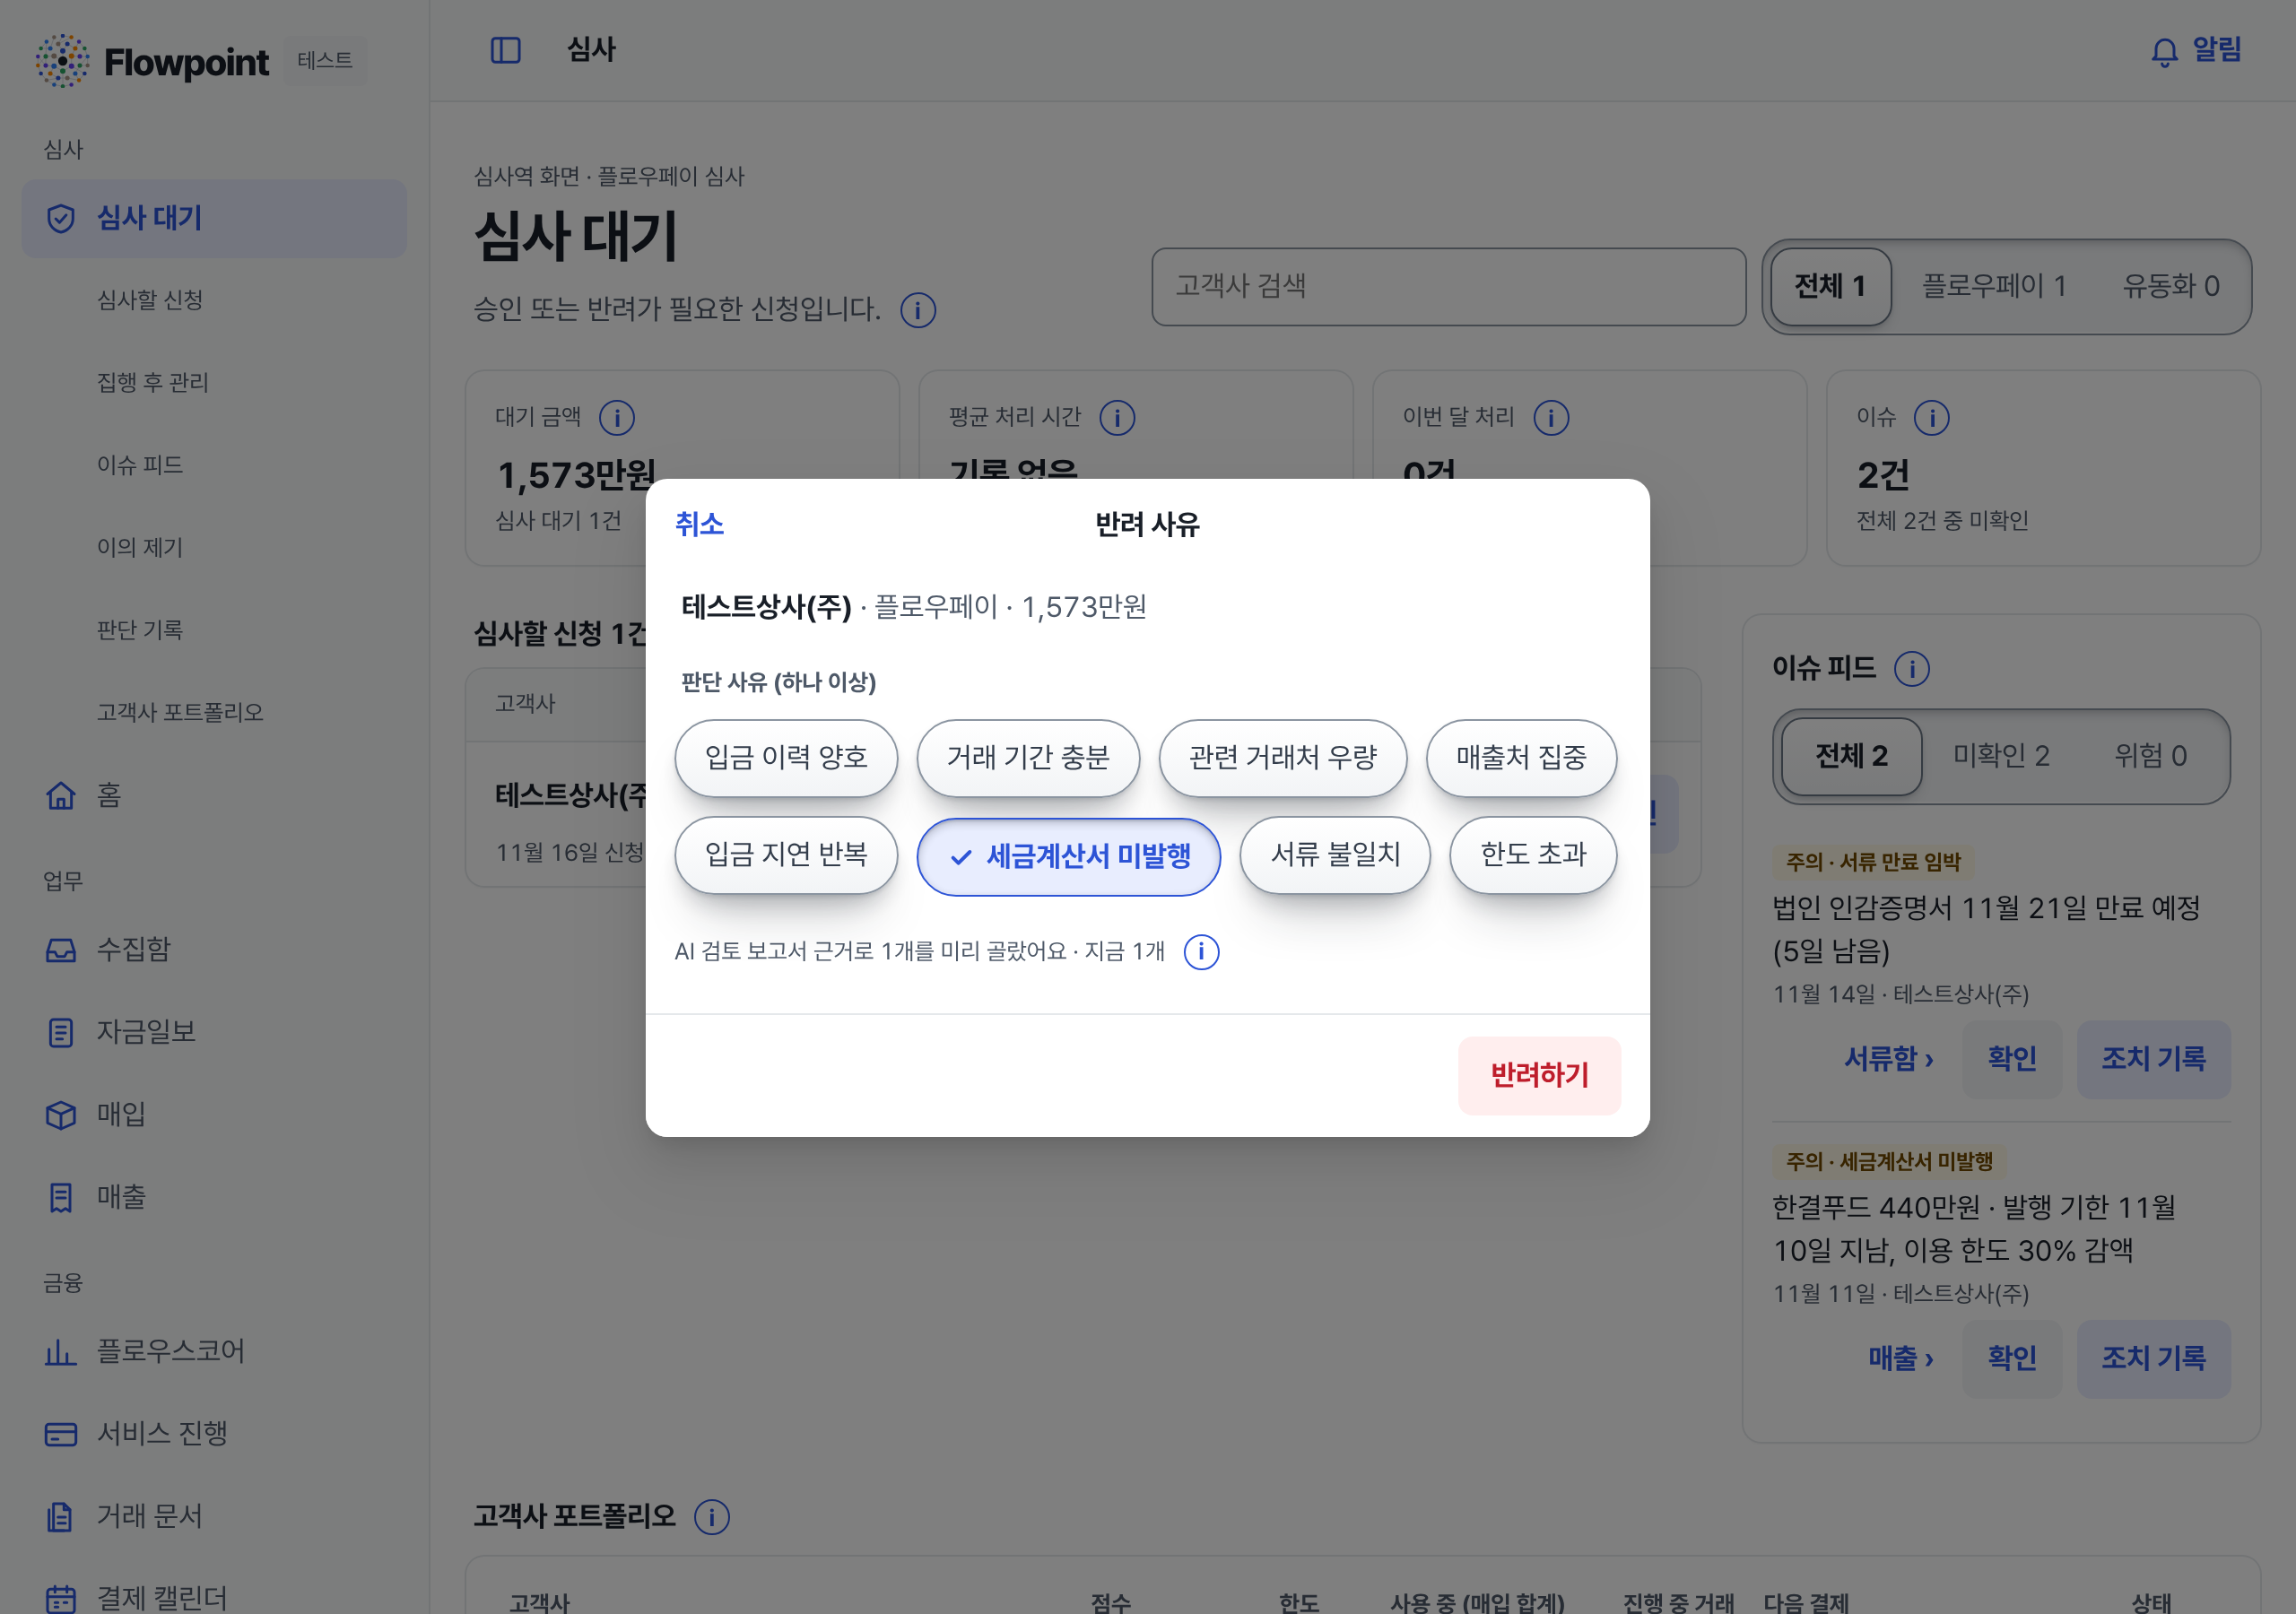 Flowpoint 테스트
심사
알림
심사
심사 대기
심사할 신청
집행 후 관리
이슈 피드
이의 제기
판단 기록
고객사 포트폴리오
홈
업무
수집함
자금일보
매입
매출
금융
플로우스코어
서비스 진행
거래 문서
결제 캘린더
심사역 화면 · 플로우페이 심사
심사 대기
승인 또는 반려가 필요한 신청입니다.
고객사 검색
전체 1 플로우페이 1 유동화 0
대기 금액
1,573만원
심사 대기 1건
평균 처리 시간
기록 없음
이번 달 처리
0건
이슈
2건
전체 2건 중 미확인
심사할 신청 1건
고객사
테스트상사(주
11월 16일 신청
취소
반려 사유
테스트상사(주) · 플로우페이 · 1,573만원
판단 사유 (하나 이상)
입금 이력 양호 거래 기간 충분 관련 거래처 우량 매출처 집중
입금 지연 반복 세금계산서 미발행 서류 불일치 한도 초과
AI 검토 보고서 근거로 1개를 미리 골랐어요 · 지금 1개
반려하기
이슈 피드
전체 2 미확인 2 위험 0
주의 · 서류 만료 임박
법인 인감증명서 11월 21일 만료 예정
(5일 남음)
11월 14일 · 테스트상사(주)
서류함 › 확인 조치 기록
주의 · 세금계산서 미발행
한결푸드 440만원 · 발행 기한 11월
10일 지남, 이용 한도 30% 감액
11월 11일 · 테스트상사(주)
매출 › 확인 조치 기록
고객사 포트폴리오
고객사 점수 한도 사용 중 (매입 합계) 진행 중 거래 다음 결제 상태